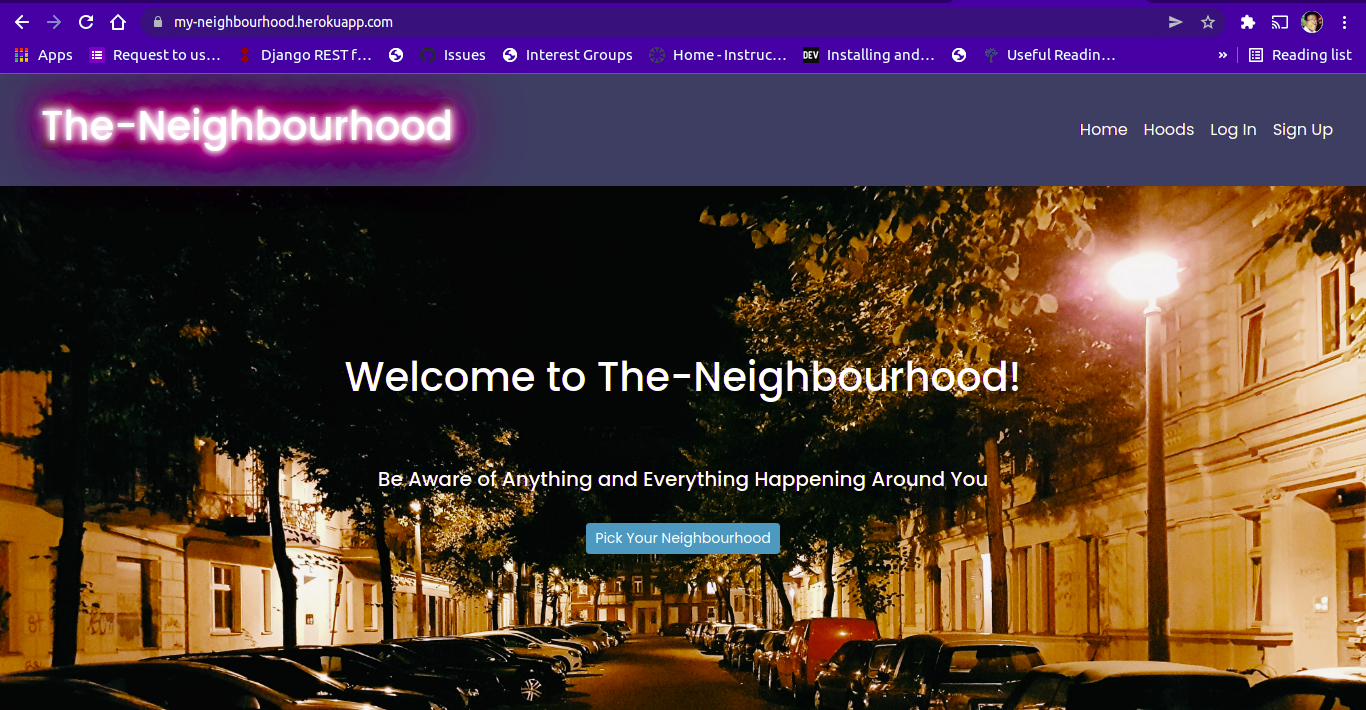 my-neighbourhood.herokuapp.com
Apps Request to us... Django REST f... Issues Interest Groups Home - Instruc... DEV Installing and... Useful Readin... » Reading list
The-Neighbourhood
Home Hoods Log In Sign Up
Welcome to The-Neighbourhood!
Be Aware of Anything and Everything Happening Around You
Pick Your Neighbourhood